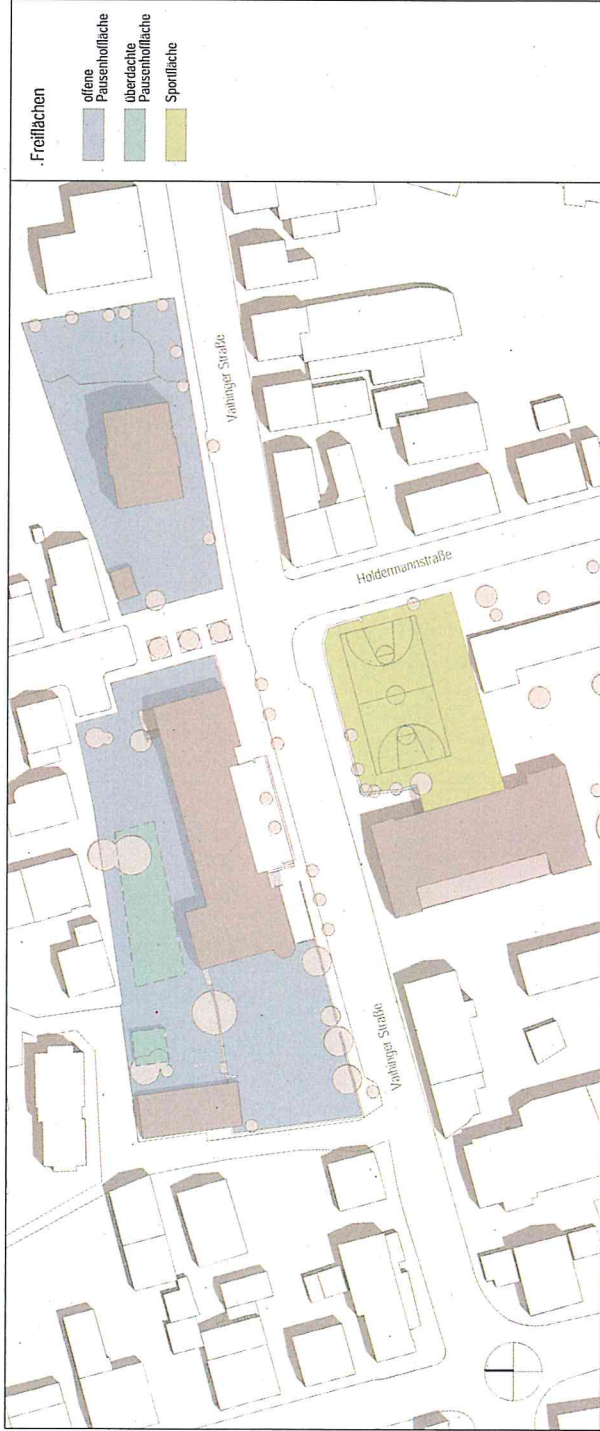 .Freiflächen
offene
Pausenhoffläche
überdachte
Pausenhoffläche
Sportfläche
Vaihinger Straße
Holdermannstraße
Vaihinger Straße